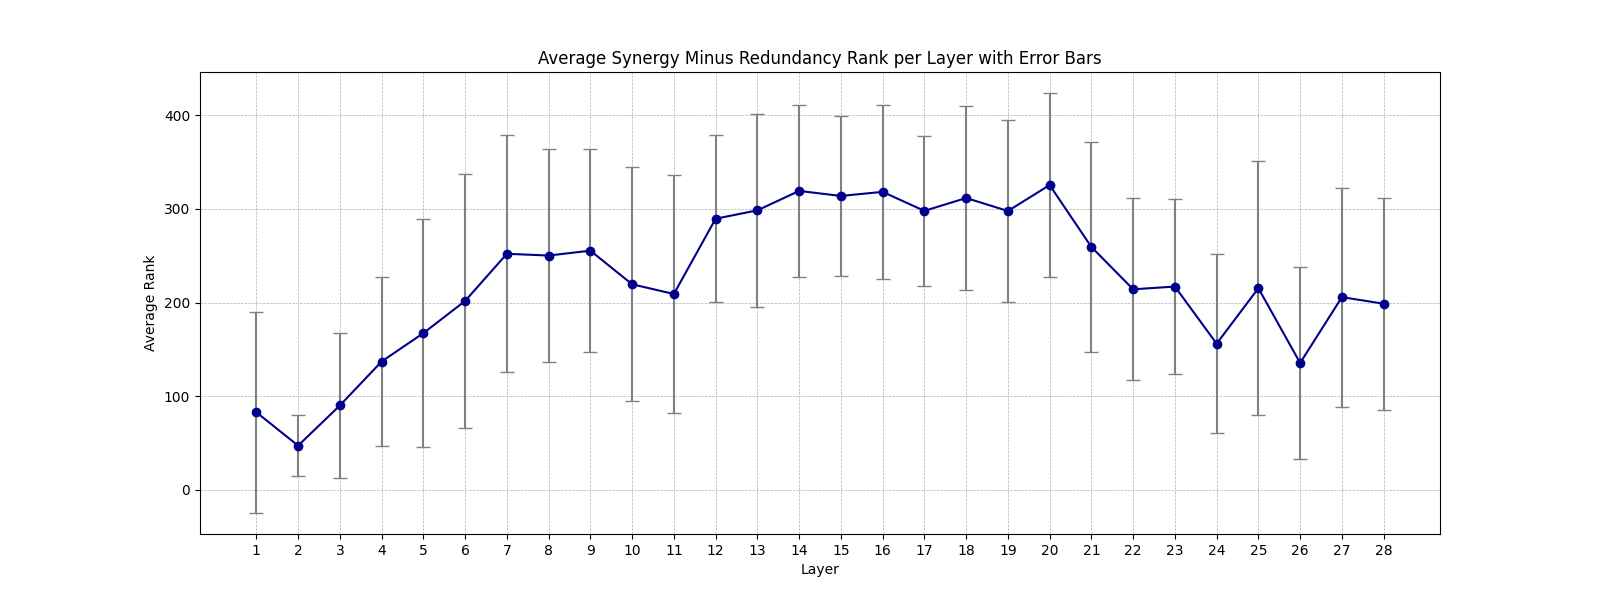 Average Synergy Minus Redundancy Rank per Layer with Error Bars
400
300
200
100
0
Average Rank
1 2 3 4 5 6 7 8 9 10 11 12 13 14 15 16 17 18 19 20 21 22 23 24 25 26 27 28
Layer